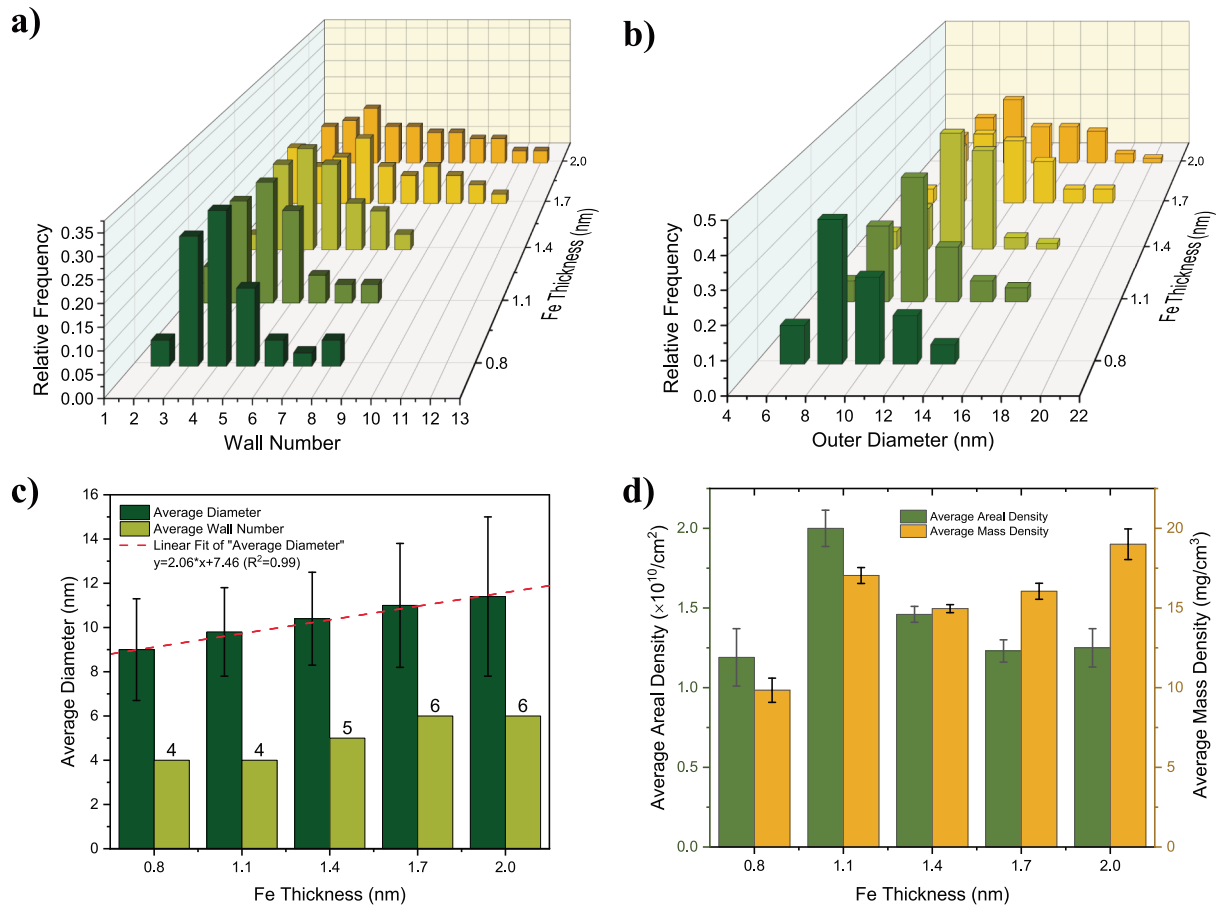 a)
0.35
0.30
0.25
0.20
0.15
0.10
0.05
0.00
Relative Frequency
1 2 3 4 5 6 7 8 9 10 11 12 13
Wall Number
0.8
1.1
1.4
1.7
2.0
Fe Thickness (nm)
b)
0.5
0.4
0.3
0.2
0.1
0.0
Relative Frequency
4 6 8 10 12 14 16 18 20 22
Outer Diameter (nm)
0.8
1.1
1.4
1.7
2.0
Fe Thickness (nm)
c)
16
14
12
10
8
6
4
2
0
Average Diameter (nm)
Average Diameter
Average Wall Number
Linear Fit of "Average Diameter"
y=2.06*x+7.46 (R²=0.99)
4 4 5 6 6
0.8 1.1 1.4 1.7 2.0
Fe Thickness (nm)
d)
2.0
1.5
1.0
0.5
0.0
Average Areal Density (×10¹⁰/cm²)
Average Areal Density
Average Mass Density
20
15
10
5
0
Average Mass Density (mg/cm³)
0.8 1.1 1.4 1.7 2.0
Fe Thickness (nm)